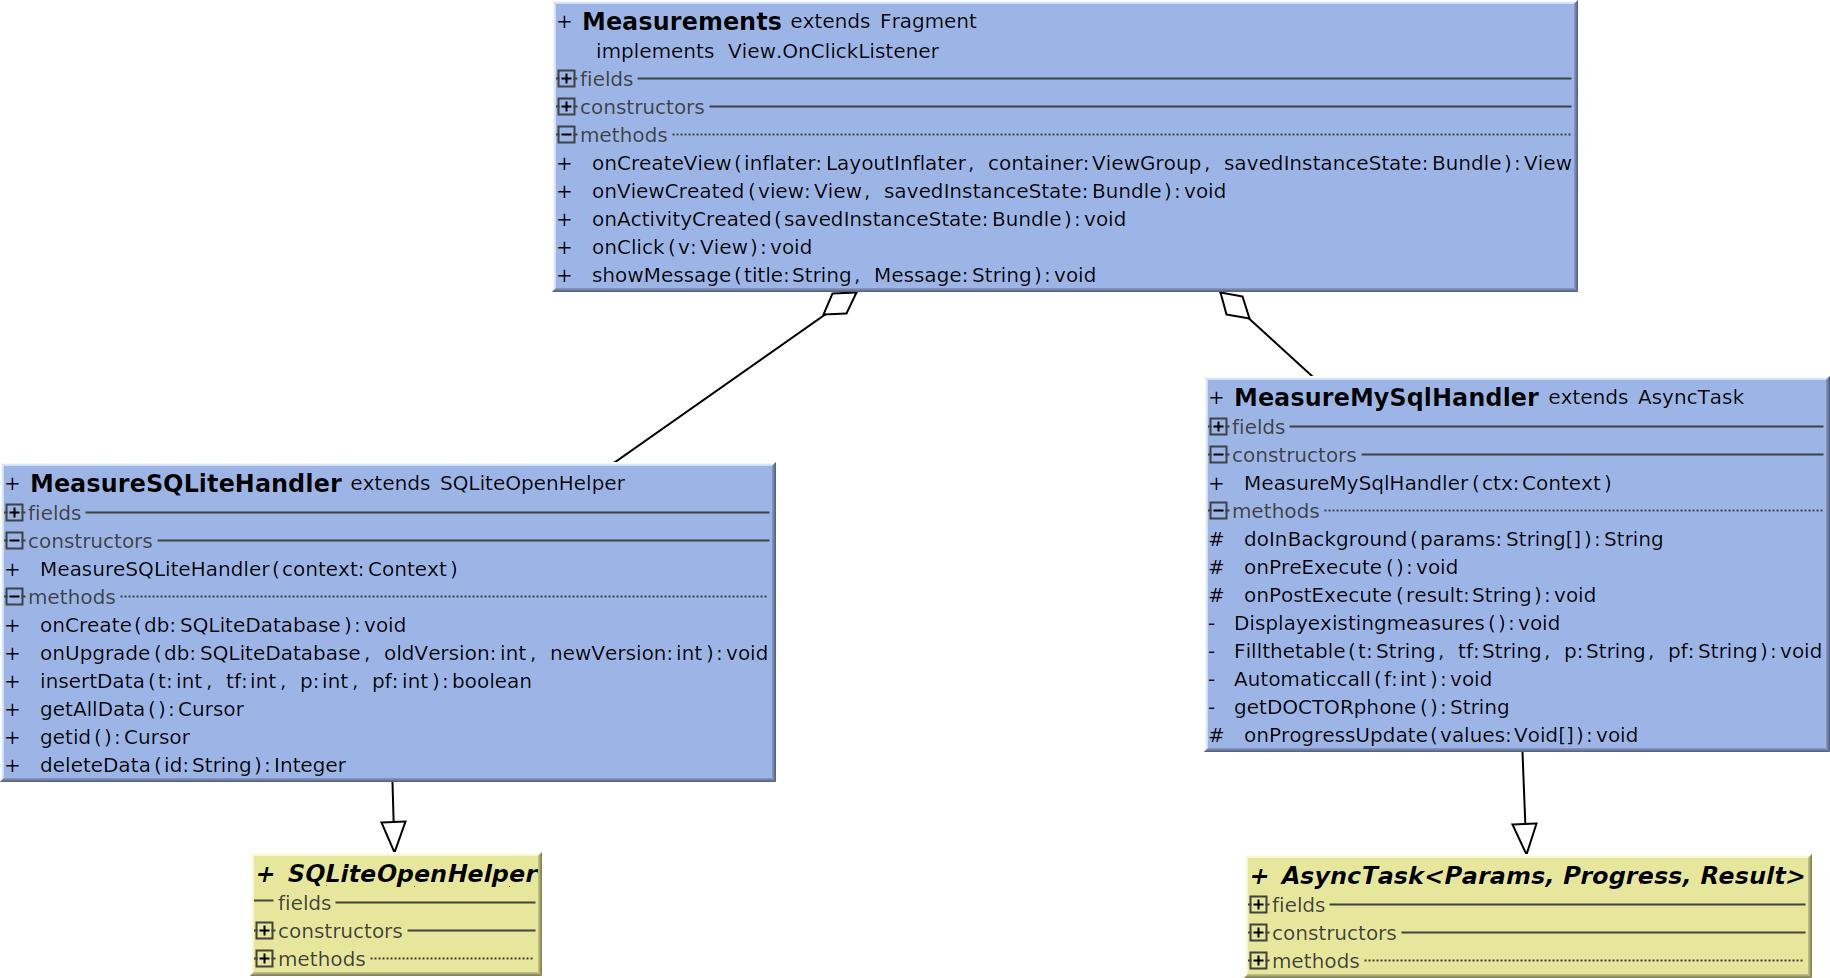 + Measurements extends Fragment
implements View.OnClickListener
fields
constructors
methods
+ onCreateView(inflater:LayoutInflater, container:ViewGroup, savedInstanceState:Bundle):View
+ onViewCreated(view:View, savedInstanceState:Bundle):void
+ onActivityCreated(savedInstanceState:Bundle):void
+ onClick(v:View):void
+ showMessage(title:String, Message:String):void
+ MeasureSQLiteHandler extends SQLiteOpenHelper
fields
constructors
+ MeasureSQLiteHandler(context:Context)
methods
+ onCreate(db:SQLiteDatabase):void
+ onUpgrade(db:SQLiteDatabase, oldVersion:int, newVersion:int):void
+ insertData(t:int, tf:int, p:int, pf:int):boolean
+ getAllData():Cursor
+ getid():Cursor
+ deleteData(id:String):Integer
+ MeasureMySqlHandler extends AsyncTask
fields
constructors
+ MeasureMySqlHandler(ctx:Context)
methods
# doInBackground(params:String[]):String
# onPreExecute():void
# onPostExecute(result:String):void
- Displayexistingmeasures():void
- Fillthetable(t:String, tf:String, p:String, pf:String):void
- Automaticcall(f:int):void
- getDOCTORphone():String
# onProgressUpdate(values:Void[]):void
+ SQLiteOpenHelper
fields
constructors
methods
+ AsyncTask<Params, Progress, Result>
fields
constructors
methods